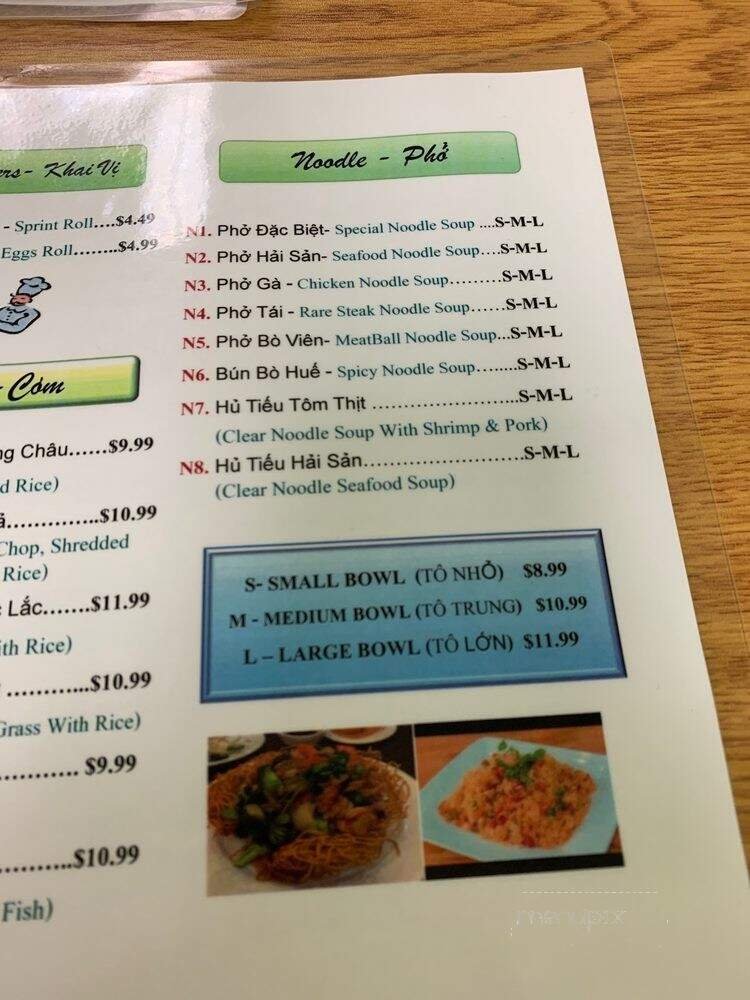 ers- Khai Vị
- Sprint Roll....$4.49
Eggs Roll........$4.99
Cơm
ng Châu......$9.99
d Rice)
ả..............$10.99
Chop, Shredded
Rice)
c Lắc.......$11.99
ith Rice)
............$10.99
Grass With Rice)
............ $9.99
............$10.99
Fish)
Noodle - Phở
N1. Phở Đặc Biệt- Special Noodle Soup ....S-M-L
N2. Phở Hải Sản- Seafood Noodle Soup....S-M-L
N3. Phở Gà - Chicken Noodle Soup.........S-M-L
N4. Phở Tái - Rare Steak Noodle Soup......S-M-L
N5. Phở Bò Viên- MeatBall Noodle Soup...S-M-L
N6. Bún Bò Huế - Spicy Noodle Soup........S-M-L
N7. Hủ Tiếu Tôm Thịt .....................S-M-L
(Clear Noodle Soup With Shrimp & Pork)
N8. Hủ Tiếu Hải Sản.......................S-M-L
(Clear Noodle Seafood Soup)
S- SMALL BOWL (TÔ NHỎ) $8.99
M - MEDIUM BOWL (TÔ TRUNG) $10.99
L – LARGE BOWL (TÔ LỚN) $11.99
menupix